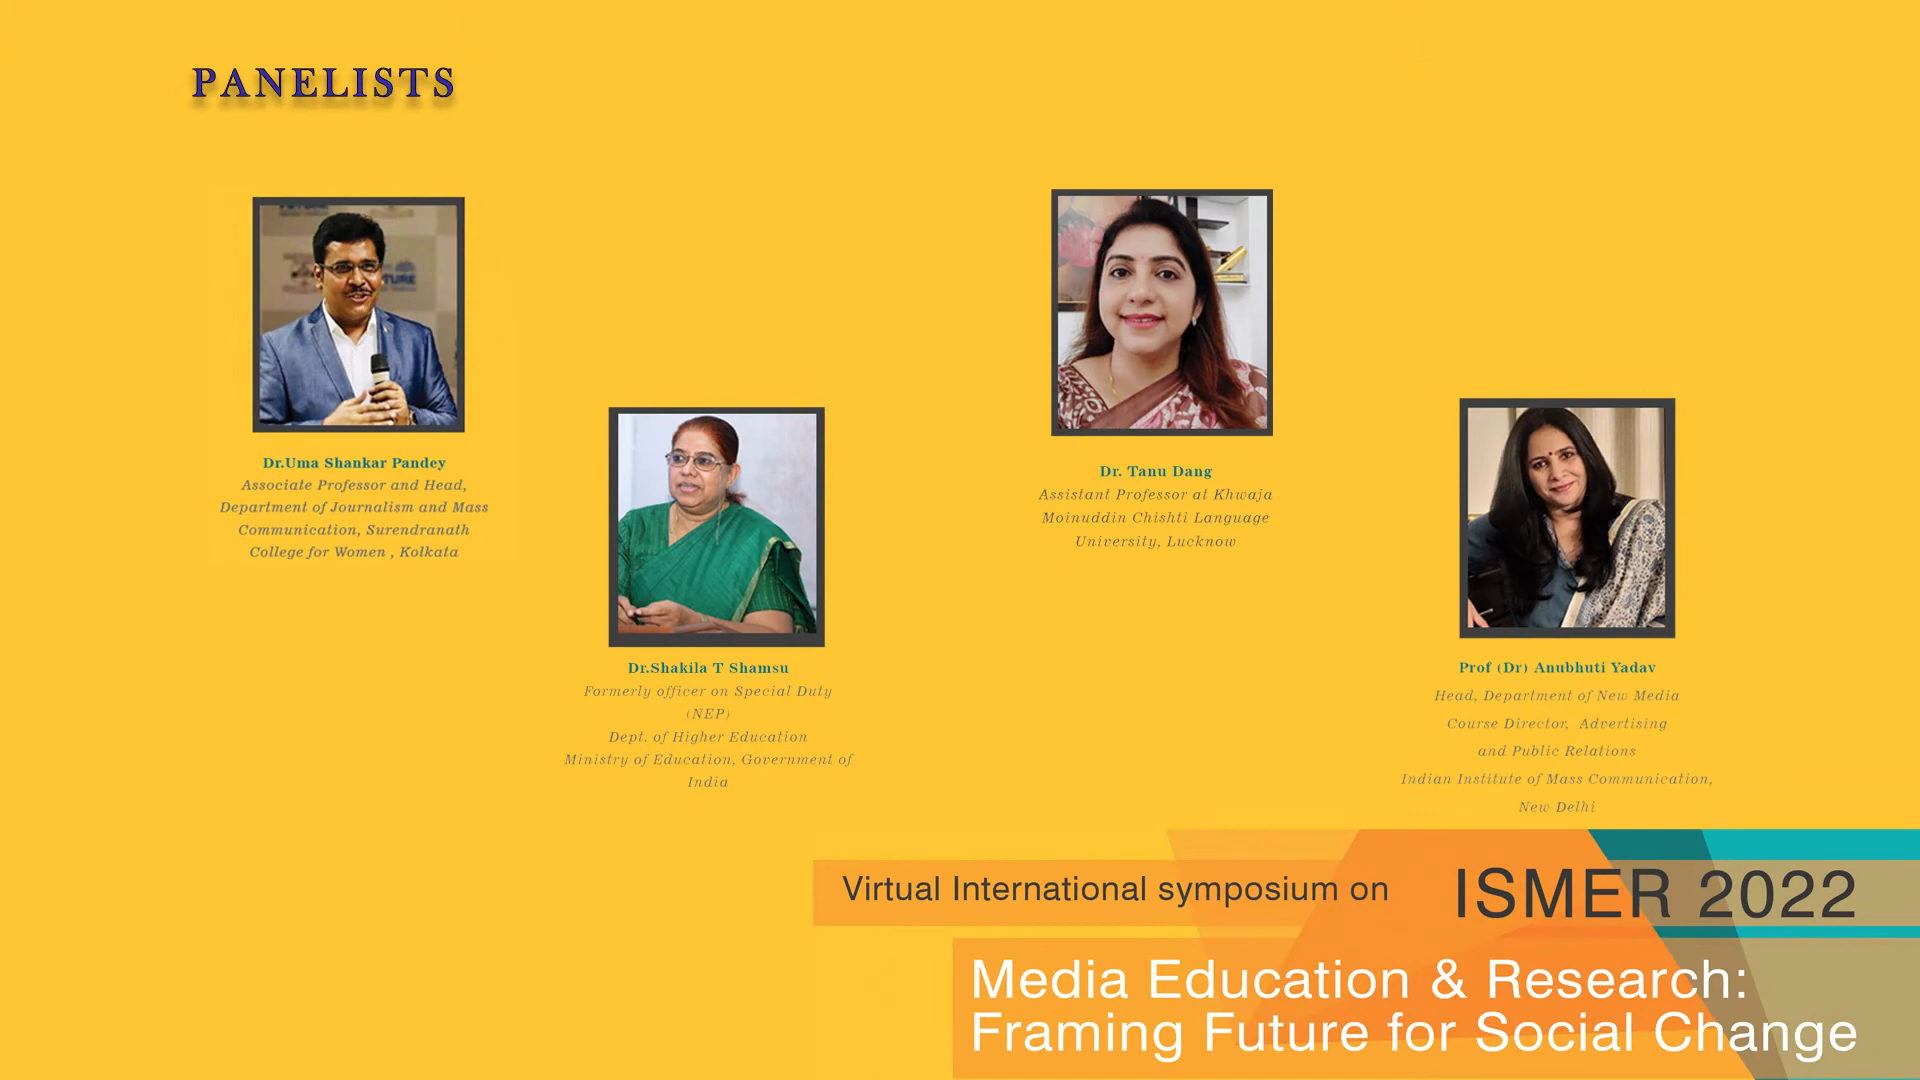 PANELISTS
Dr.Uma Shankar Pandey
Associate Professor and Head,
Department of Journalism and Mass
Communication, Surendranath
College for Women , Kolkata
Dr.Shakila T Shamsu
Formerly officer on Special Duty
(NEP)
Dept. of Higher Education
Ministry of Education, Government of
India
Dr. Tanu Dang
Assistant Professor at Khwaja
Moinuddin Chishti Language
University, Lucknow
Prof (Dr) Anubhuti Yadav
Head, Department of New Media
Course Director,  Advertising
and Public Relations
Indian Institute of Mass Communication,
New Delhi
Virtual International symposium on
ISMER 2022
Media Education & Research:
Framing Future for Social Change